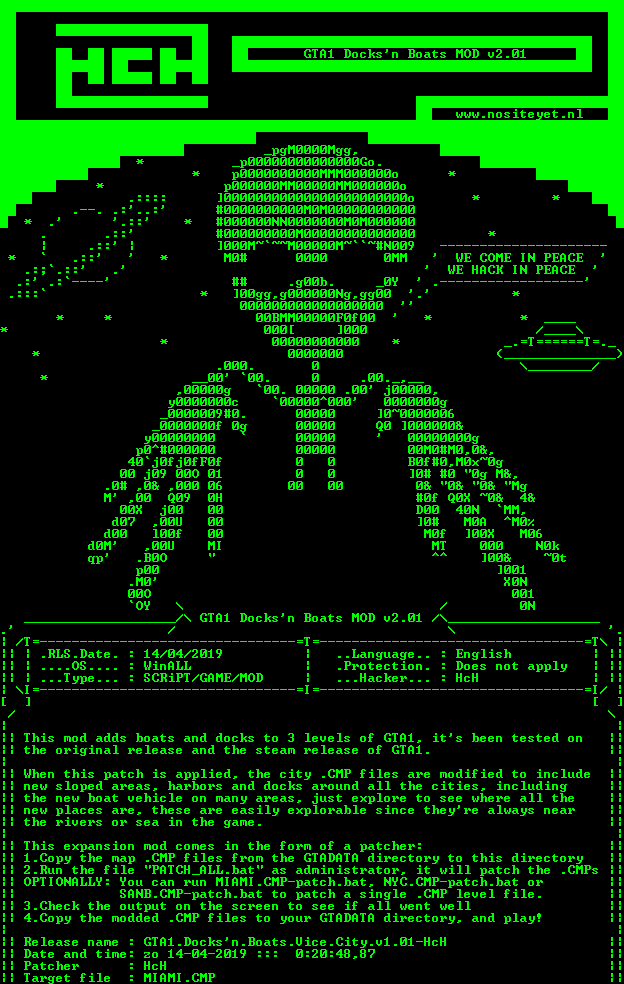 HCH
GTA1 Docks'n Boats MOD v2.01
www.nositeyet.nl
WE COME IN PEACE
WE HACK IN PEACE
GTA1 Docks'n Boats MOD v2.01
.RLS.Date. : 14/04/2019 ..Language.. : English
....OS.... : WinALL .Protection. : Does not apply
...Type... : SCRiPT/GAME/MOD ...Hacker... : HcH
This mod adds boats and docks to 3 levels of GTA1, it's been tested on
the original release and the steam release of GTA1.
When this patch is applied, the city .CMP files are modified to include
new sloped areas, harbors and docks around all the cities, including
the new boat vehicle on many areas, just explore to see where all the
new places are, these are easily explorable since they're always near
the rivers or sea in the game.
This expansion mod comes in the form of a patcher:
1.Copy the map .CMP files from the GTADATA directory to this directory
2.Run the file "PATCH_ALL.bat" as administrator, it will patch the .CMPs
OPTIONALLY: You can run MIAMI.CMP-patch.bat, NYC.CMP-patch.bat or
SANB.CMP-patch.bat to patch a single .CMP level file.
3.Check the output on the screen to see if all went well
4.Copy the modded .CMP files to your GTADATA directory, and play!
Release name : GTA1.Docks'n.Boats.Vice.City.v1.01-HcH
Date and time: zo 14-04-2019 ::: 0:20:48,87
Patcher : HcH
Target file : MIAMI.CMP